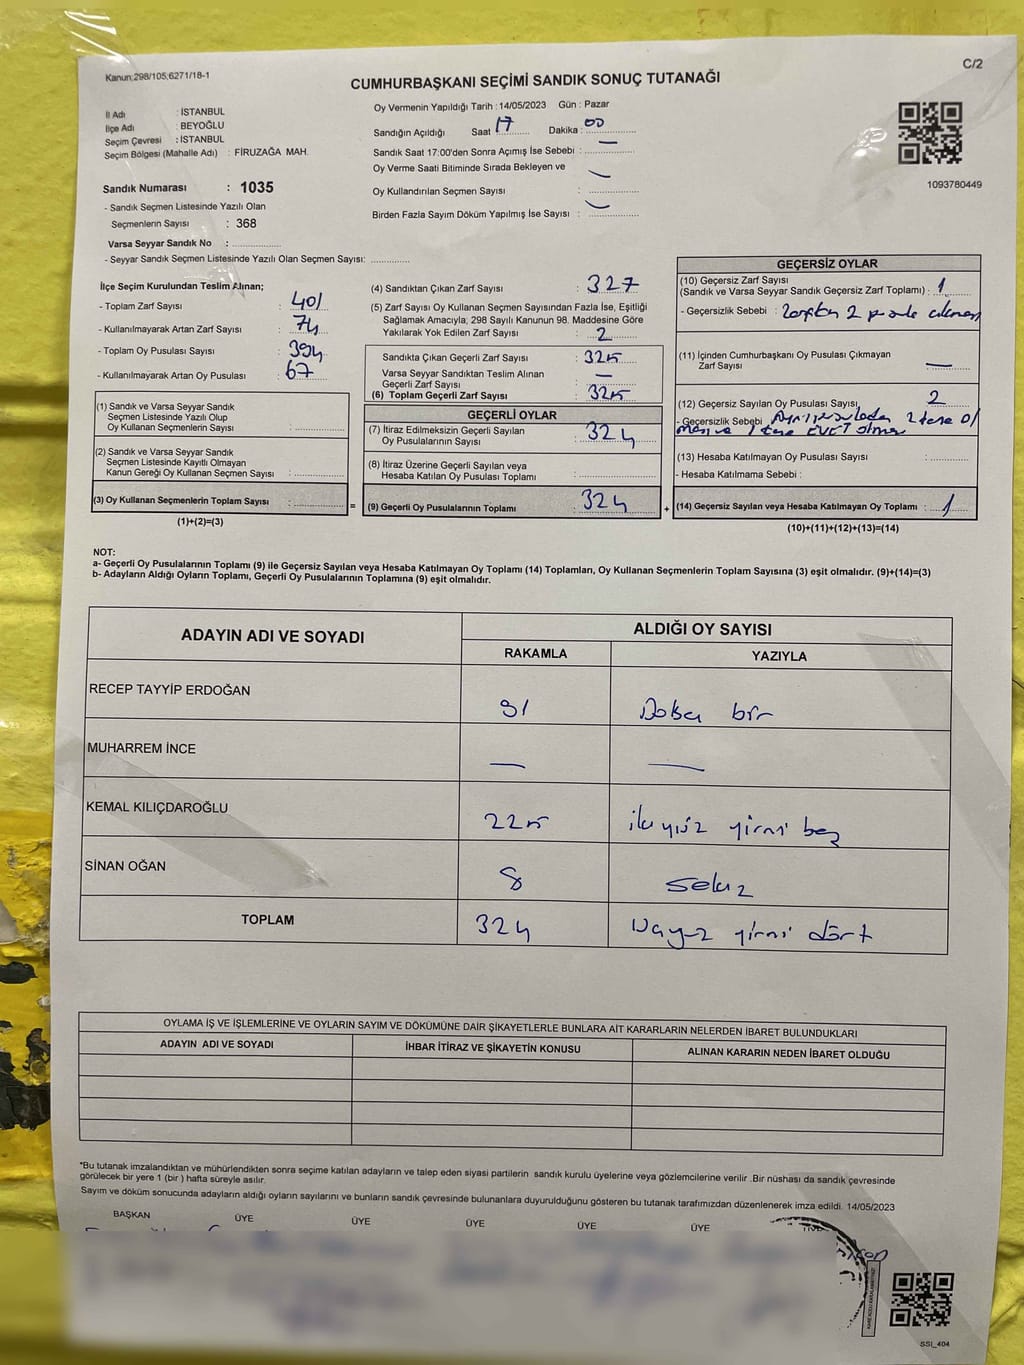 Kanun:298/105;6271/18-1
C/2
CUMHURBAŞKANI SEÇİMİ SANDIK SONUÇ TUTANAĞI
İl Adı : İSTANBUL
İlçe Adı : BEYOĞLU
Seçim Çevresi : İSTANBUL
Seçim Bölgesi (Mahalle Adı) : FİRUZAĞA MAH.
Sandık Numarası : 1035
- Sandık Seçmen Listesinde Yazılı Olan
Seçmenlerin Sayısı : 368
Varsa Seyyar Sandık No :
- Seyyar Sandık Seçmen Listesinde Yazılı Olan Seçmen Sayısı:
Oy Vermenin Yapıldığı Tarih : 14/05/2023 Gün : Pazar
Sandığın Açıldığı Saat 17 Dakika : 00
Sandık Saat 17:00'den Sonra Açımış İse Sebebi : —
Oy Verme Saati Bitiminde Sırada Bekleyen ve
Oy Kullandırılan Seçmen Sayısı : —
Birden Fazla Sayım Döküm Yapılmış İse Sayısı : —
1093780449
İlçe Seçim Kurulundan Teslim Alınan;
- Toplam Zarf Sayısı : 401
- Kullanılmayarak Artan Zarf Sayısı : 74
- Toplam Oy Pusulası Sayısı : 394
- Kullanılmayarak Artan Oy Pusulası : 67
(1) Sandık ve Varsa Seyyar Sandık
Seçmen Listesinde Yazılı Olup
Oy Kullanan Seçmenlerin Sayısı :
(2) Sandık ve Varsa Seyyar Sandık
Seçmen Listesinde Kayıtlı Olmayan
Kanun Gereği Oy Kullanan Seçmen Sayısı :
(3) Oy Kullanan Seçmenlerin Toplam Sayısı :
(1)+(2)=(3)
=
(4) Sandıktan Çıkan Zarf Sayısı : 327
(5) Zarf Sayısı Oy Kullanan Seçmen Sayısından Fazla İse, Eşitliği
Sağlamak Amacıyla; 298 Sayılı Kanunun 98. Maddesine Göre
Yakılarak Yok Edilen Zarf Sayısı : 2
Sandıkta Çıkan Geçerli Zarf Sayısı : 325
Varsa Seyyar Sandıktan Teslim Alınan
Geçerli Zarf Sayısı : —
(6) Toplam Geçerli Zarf Sayısı : 325
GEÇERLİ OYLAR
(7) İtiraz Edilmeksizin Geçerli Sayılan
Oy Pusulalarının Sayısı : 324
(8) İtiraz Üzerine Geçerli Sayılan veya
Hesaba Katılan Oy Pusulası Toplamı :
(9) Geçerli Oy Pusulalarının Toplamı : 324
+
GEÇERSİZ OYLAR
(10) Geçersiz Zarf Sayısı
(Sandık ve Varsa Seyyar Sandık Geçersiz Zarf Toplamı) : 1
- Geçersizlik Sebebi : 2
(11) İçinden Cumhurbaşkanı Oy Pusulası Çıkmayan
Zarf Sayısı : —
(12) Geçersiz Sayılan Oy Pusulası Sayısı : 2
- Geçersizlik Sebebi : Aynı pusulada 2 tane
1 tane EVET olması
(13) Hesaba Katılmayan Oy Pusulası Sayısı :
- Hesaba Katılmama Sebebi :
(14) Geçersiz Sayılan veya Hesaba Katılmayan Oy Toplamı : 1
(10)+(11)+(12)+(13)=(14)
NOT:
a- Geçerli Oy Pusulalarının Toplamı (9) ile Geçersiz Sayılan veya Hesaba Katılmayan Oy Toplamı (14) Toplamları, Oy Kullanan Seçmenlerin Toplam Sayısına (3) eşit olmalıdır. (9)+(14)=(3)
b- Adayların Aldığı Oyların Toplamı, Geçerli Oy Pusulalarının Toplamına (9) eşit olmalıdır.
ADAYIN ADI VE SOYADI
ALDIĞI OY SAYISI
RAKAMLA YAZIYLA
RECEP TAYYİP ERDOĞAN 91 Doksan bir
MUHARREM İNCE — —
KEMAL KILIÇDAROĞLU 225 iki yüz yirmi beş
SİNAN OĞAN 8 Sekiz
TOPLAM 324 Üçyüz yirmi dört
OYLAMA İŞ VE İŞLEMLERİNE VE OYLARIN SAYIM VE DÖKÜMÜNE DAİR ŞİKAYETLERLE BUNLARA AİT KARARLARIN NELERDEN İBARET BULUNDUKLARI
ADAYIN ADI VE SOYADI İHBAR İTİRAZ VE ŞİKAYETİN KONUSU ALINAN KARARIN NEDEN İBARET OLDUĞU
*Bu tutanak imzalandıktan ve mühürlendikten sonra seçime katılan adayların ve talep eden siyasi partilerin sandık kurulu üyelerine veya gözlemcilerine verilir .Bir nüshası da sandık çevresinde
görülecek bir yere 1 (bir ) hafta süreyle asılır.
Sayım ve döküm sonucunda adayların aldığı oyların sayılarını ve bunların sandık çevresinde bulunanlara duyurulduğunu gösteren bu tutanak tarafımızdan düzenlenerek imza edildi. 14/05/2023
BAŞKAN ÜYE ÜYE ÜYE ÜYE ÜYE
SSI_404